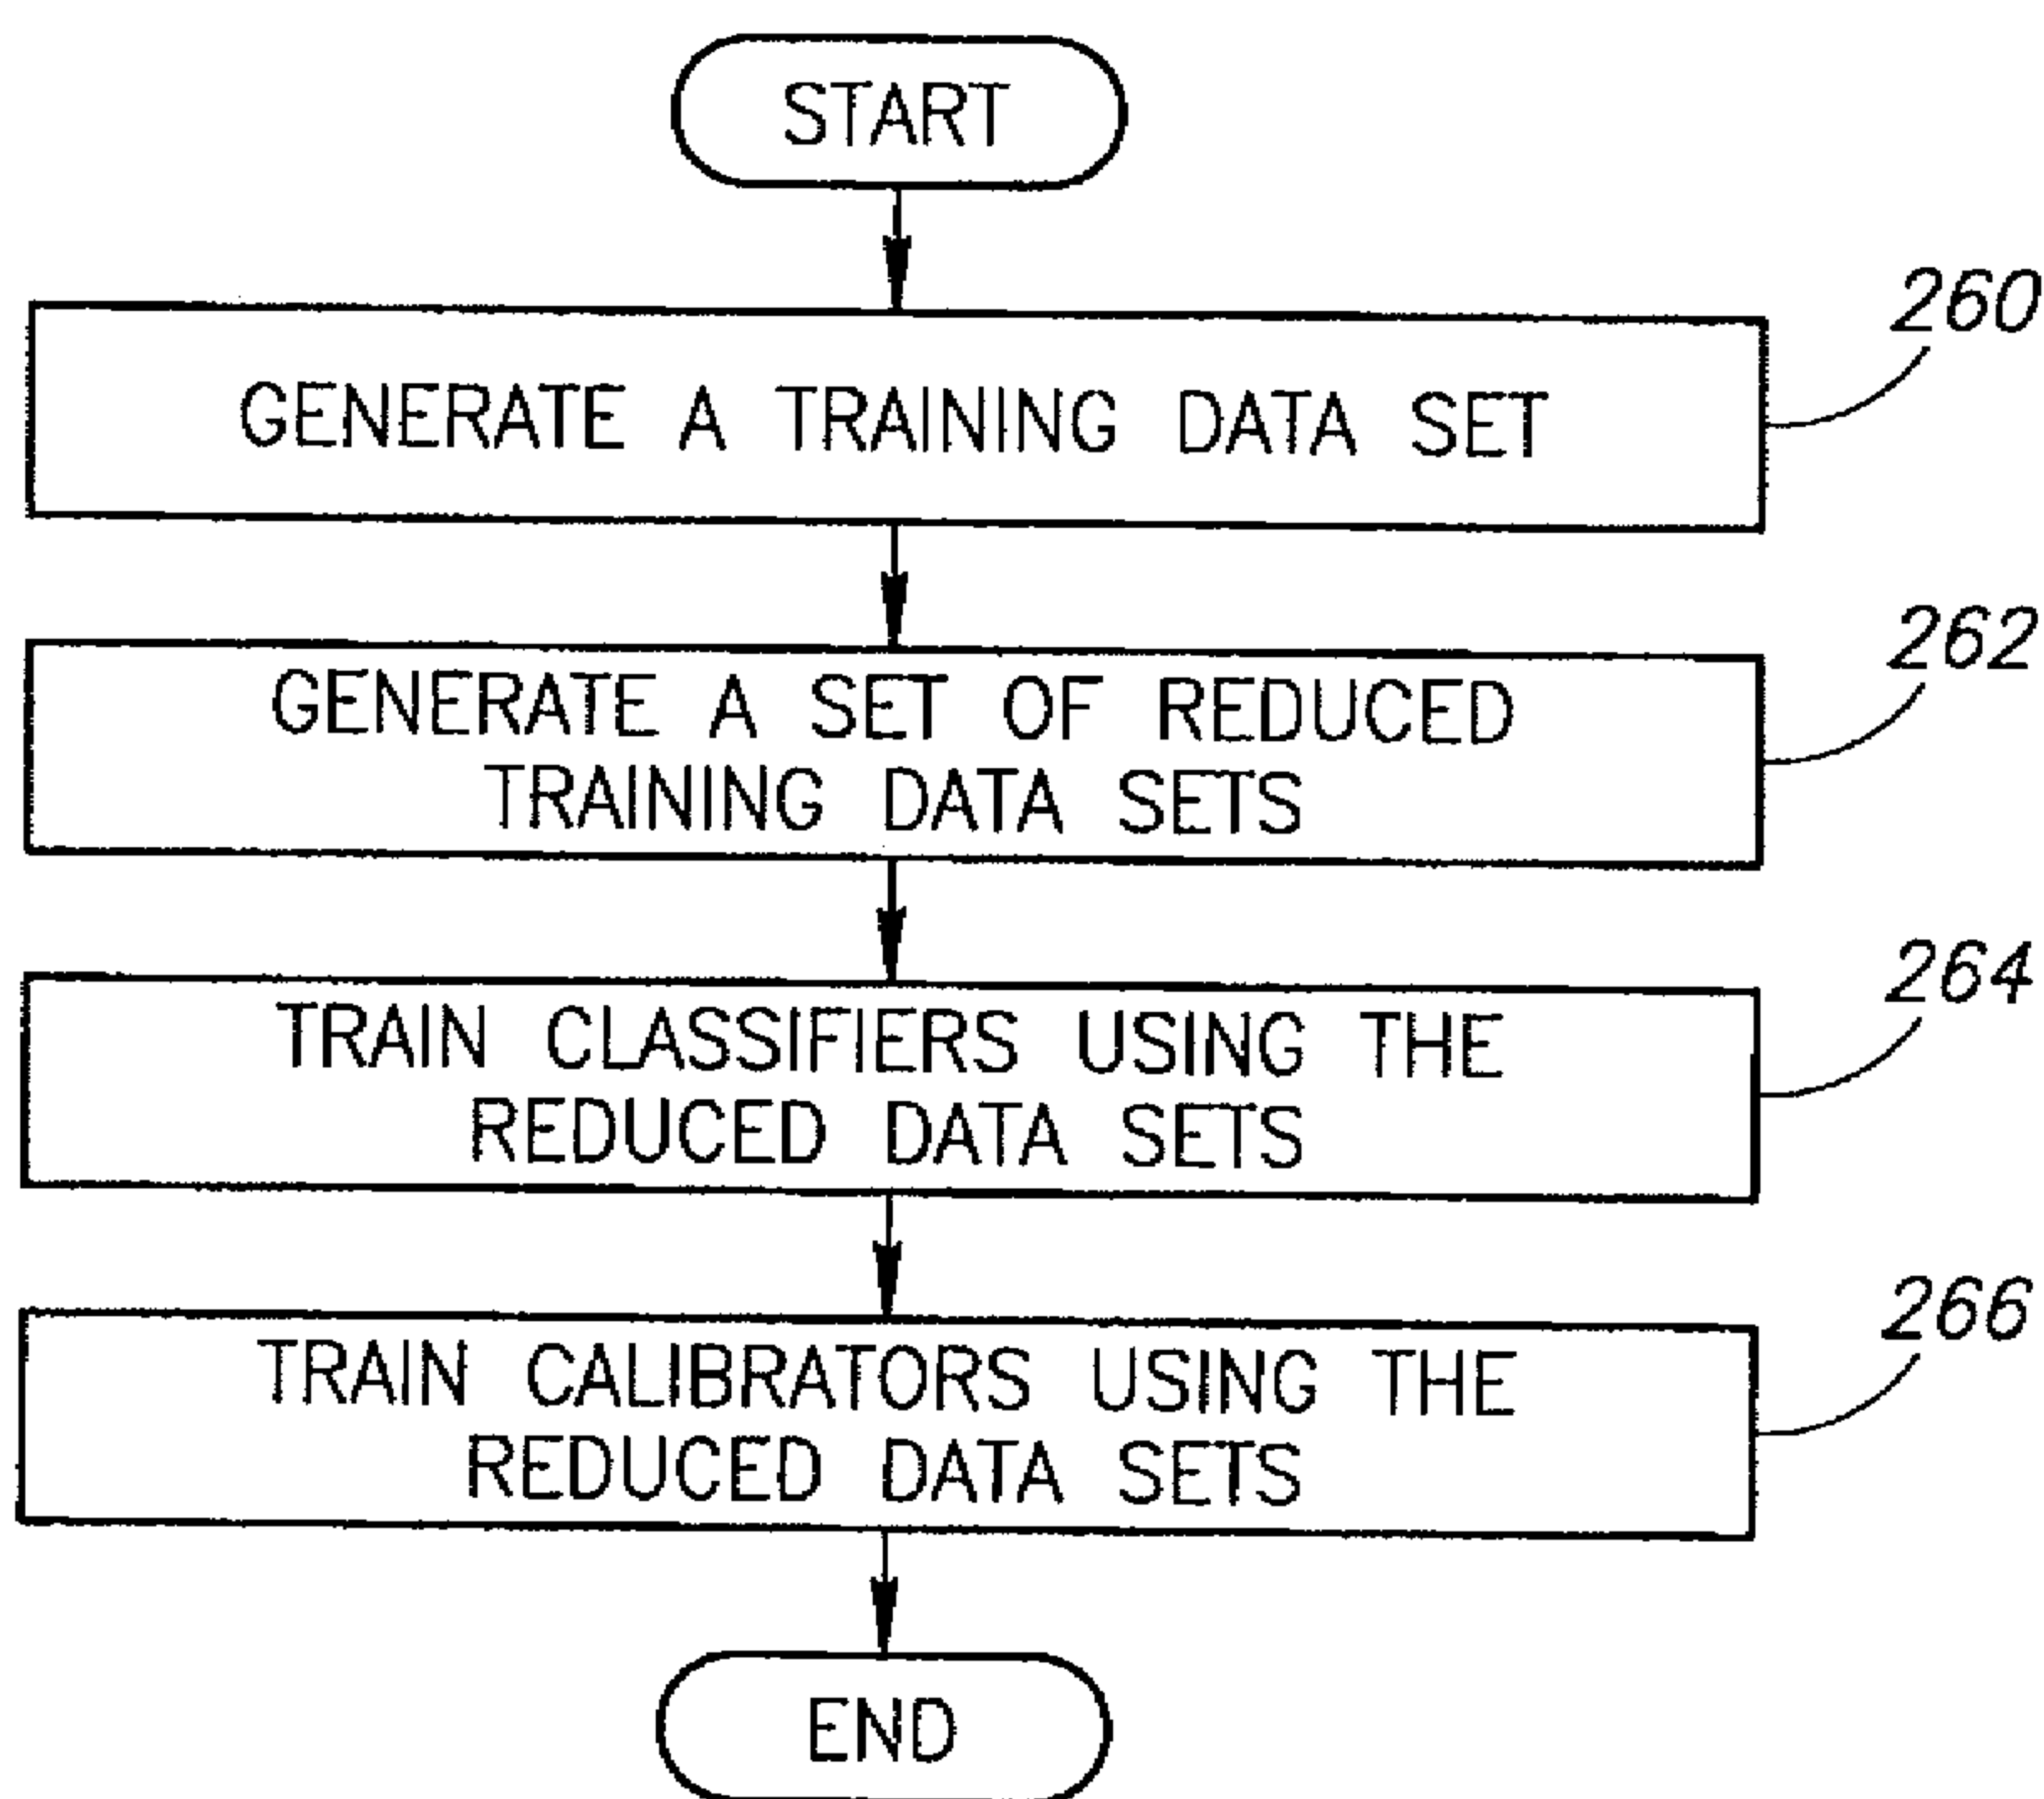 START
260
GENERATE A TRAINING DATA SET
262
GENERATE A SET OF REDUCED
TRAINING DATA SETS
264
TRAIN CLASSIFIERS USING THE
REDUCED DATA SETS
266
TRAIN CALIBRATORS USING THE
REDUCED DATA SETS
END